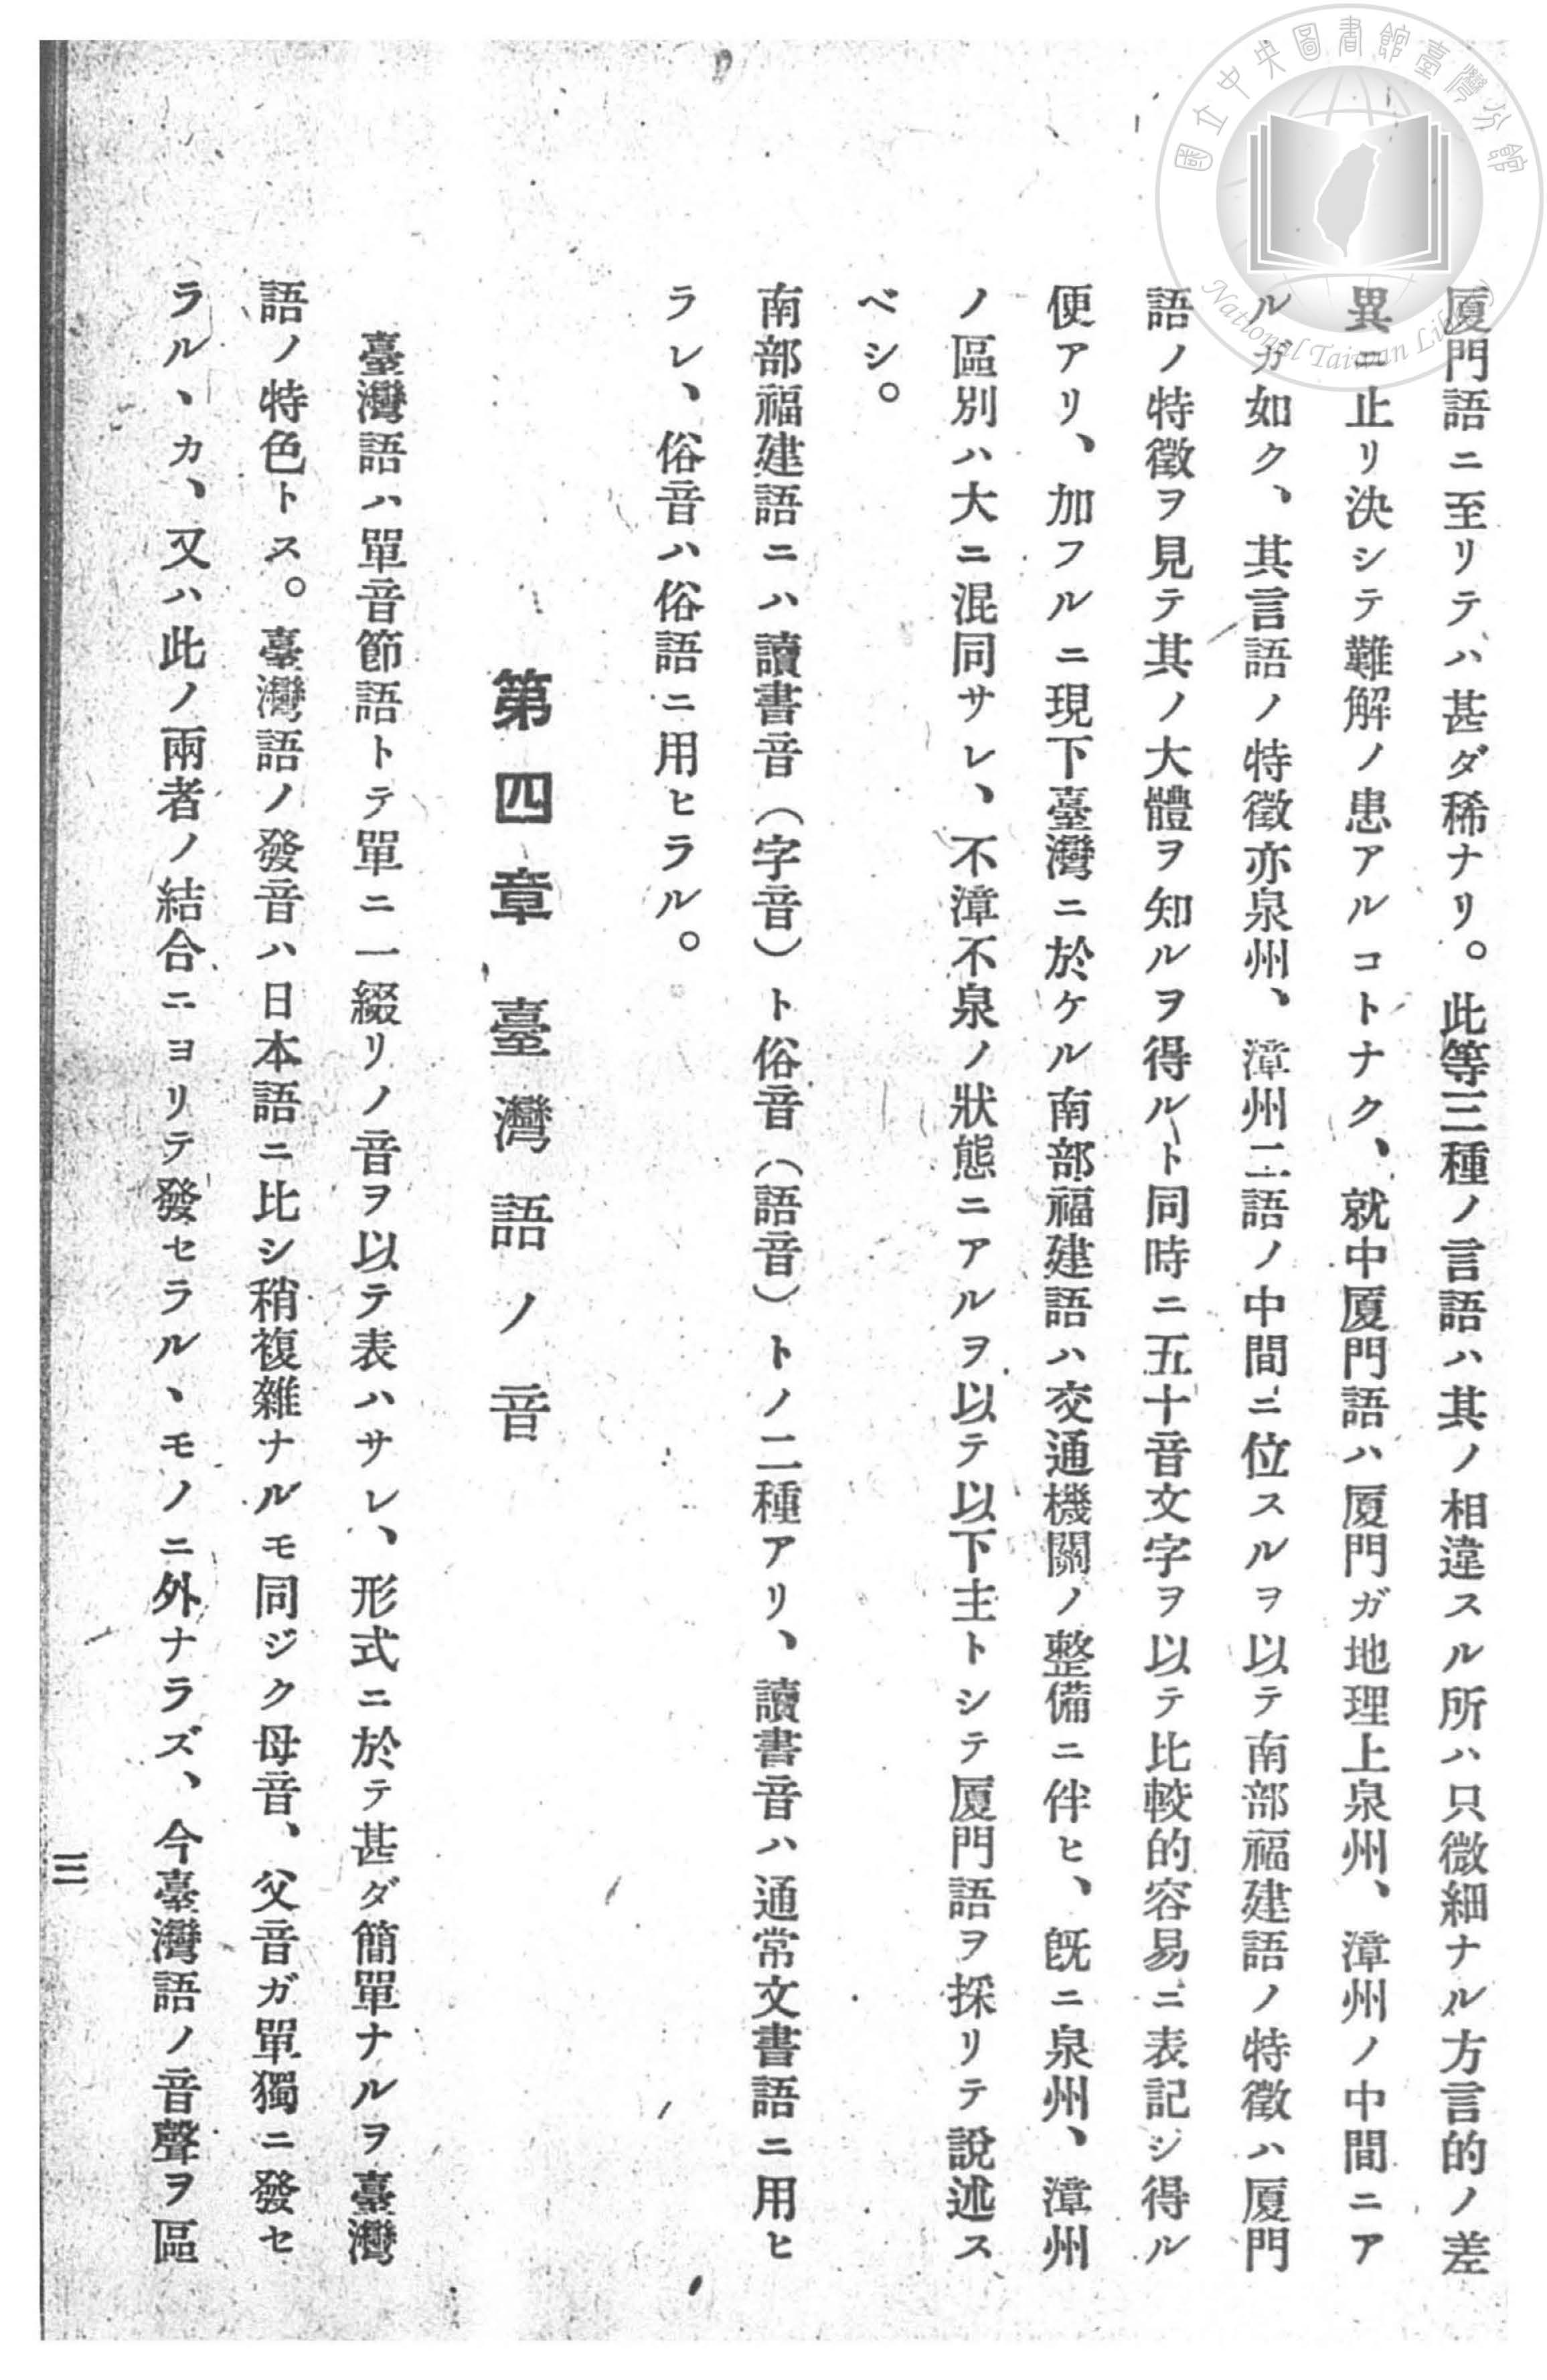 厦門語ニ至リテハ甚ダ稀ナリ。此等三種ノ言語ハ其ノ相違スル所ハ只微細ナル方言的ノ差
異ニ止リ決シテ難解ノ患アルコトナク、就中厦門語ハ厦門ガ地理上泉州、漳州ノ中間ニア
ルガ如ク、其言語ノ特徵亦泉州、漳州二語ノ中間ニ位スルヲ以テ南部福建語ノ特徵ハ厦門
語ノ特徵ヲ見テ其ノ大體ヲ知ルヲ得ルト同時ニ五十音文字ヲ以テ比較的容易ニ表記シ得ル
便アリ、加フルニ現下臺灣ニ於ケル南部福建語ハ交通機關ノ整備ニ伴ヒ、旣ニ泉州、漳州
ノ區別ハ大ニ混同サレ、不漳不泉ノ狀態ニアルヲ以テ以下主トシテ厦門語ヲ採リテ說述ス
ベシ。
南部福建語ニハ讀書音（字音）ト俗音（語音）トノ二種アリ、讀書音ハ通常文書語ニ用ヒ
ラレ、俗音ハ俗語ニ用ヒラル。
第四章 臺灣語ノ音
臺灣語ハ單音節語トテ單ニ一綴リノ音ヲ以テ表ハサレ、形式ニ於テ甚ダ簡單ナルヲ臺灣
語ノ特色トス。臺灣語ノ發音ハ日本語ニ比シ稍複雜ナルモ同ジク母音、父音ガ單獨ニ發セ
ラルヽカ、又ハ此ノ兩者ノ結合ニヨリテ發セラルヽモノニ外ナラズ、今臺灣語ノ音聲ヲ區
三
國立中央圖書館臺灣分館
National Taiwan Library